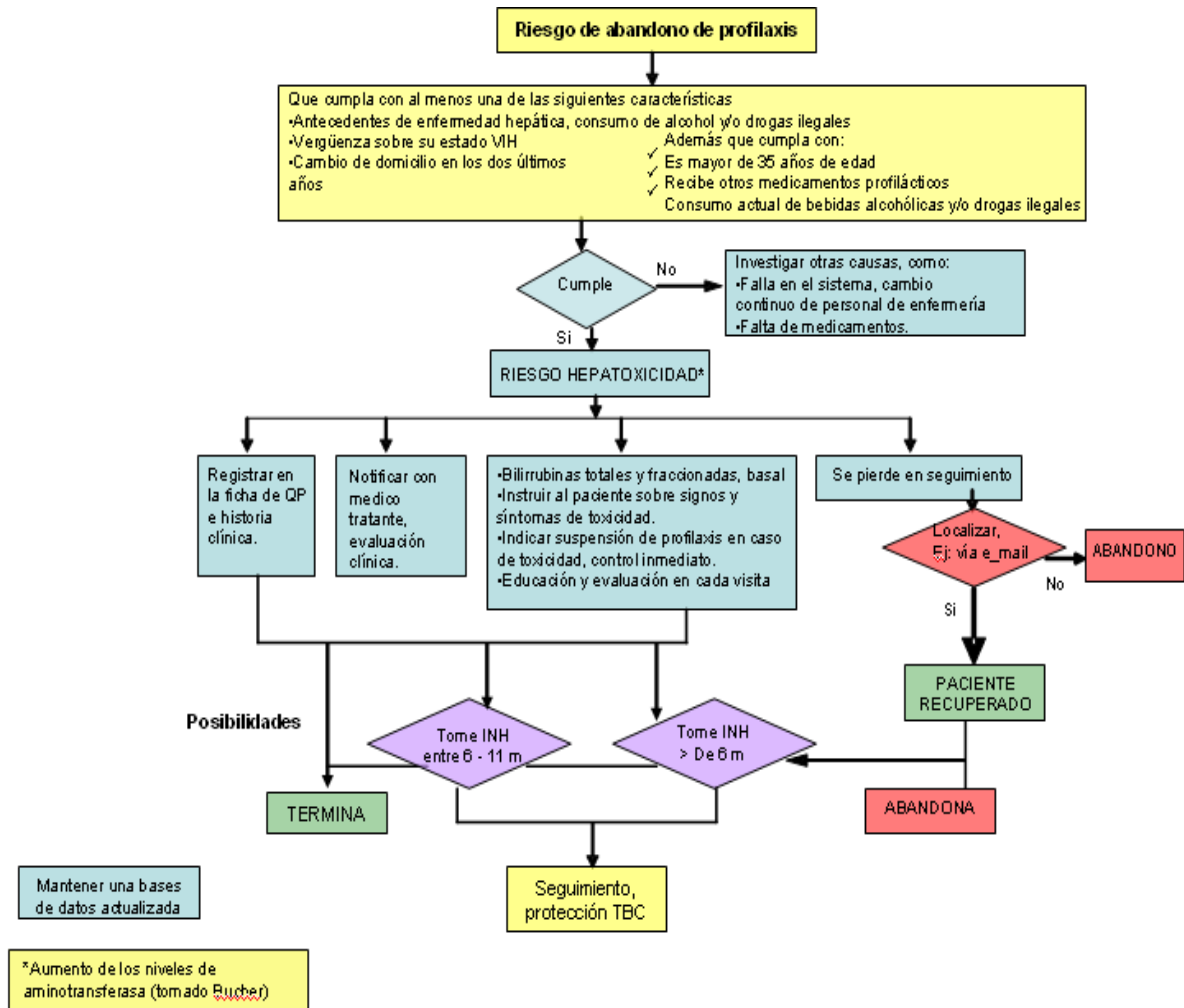 Riesgo de abandono de profilaxis
Que cumpla con al menos una de las siguientes características
•Antecedentes de enfermedad hepática, consumo de alcohol y/o drogas ilegales
•Vergüenza sobre su estado VIH
•Cambio de domicilio en los dos últimos
años
Además que cumpla con:
✓ Es mayor de 35 años de edad
✓ Recibe otros medicamentos profilácticos
✓ Consumo actual de bebidas alcohólicas y/o drogas ilegales
Cumple
No
Investigar otras causas, como:
•Falla en el sistema, cambio
continuo de personal de enfermería
•Falta de medicamentos.
Si
RIESGO HEPATOXICIDAD*
Registrar en
la ficha de QP
e historia
clínica.
Notificar con
medico
tratante,
evaluación
clínica.
•Bilirrubinas totales y fraccionadas, basal
•Instruir al paciente sobre signos y
síntomas de toxicidad.
•Indicar suspensión de profilaxis en caso
de toxicidad, control inmediato.
•Educación y evaluación en cada visita
Se pierde en seguimiento
Localizar,
Ej: vía e_mail
ABANDONO
No
Si
PACIENTE
RECUPERADO
Posibilidades
Tome INH
entre 6 - 11 m
Tome INH
> De 6 m
TERMINA
ABANDONA
Mantener una bases
de datos actualizada
Seguimiento,
protección TBC
*Aumento de los niveles de
aminotransferasa (tomado Bucher)